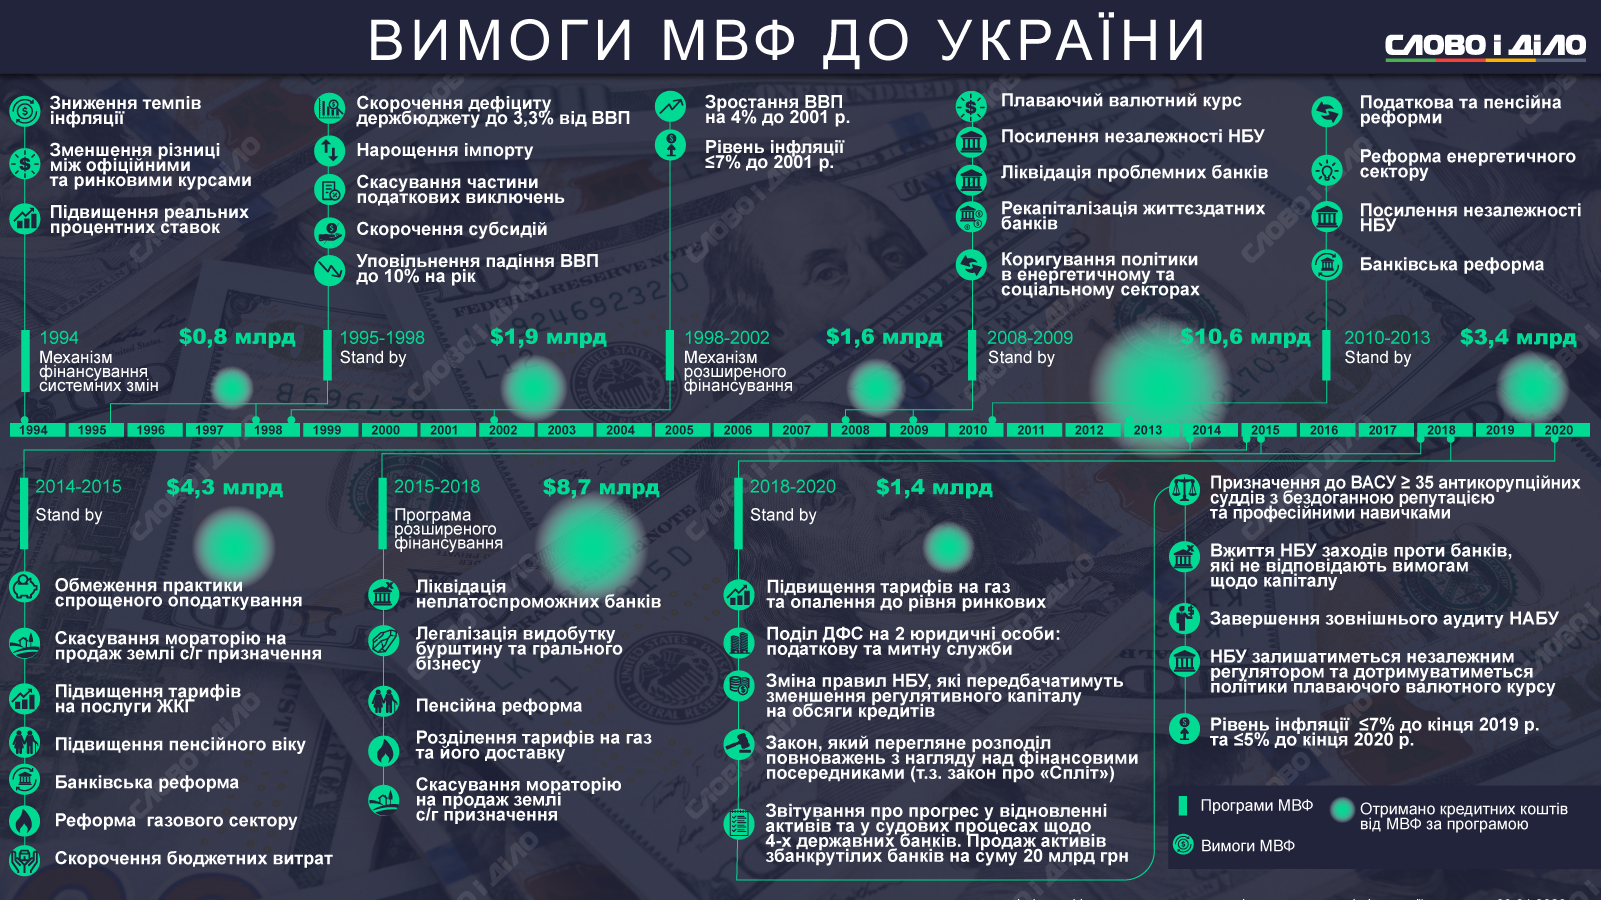 ВИМОГИ МВФ ДО УКРАЇНИ
СЛОВО і ДІЛО
Зниження темпів
інфляції
Зменшення різниці
між офіційними
та ринковими курсами
Підвищення реальних
процентних ставок
1994
Механізм
фінансування
системних змін
$0,8 млрд
Скорочення дефіциту
держбюджету до 3,3% від ВВП
Нарощення імпорту
Скасування частини
податкових виключень
Скорочення субсидій
Уповільнення падіння ВВП
до 10% на рік
1995-1998
Stand by
$1,9 млрд
Зростання ВВП
на 4% до 2001 р.
Рівень інфляції
≤7% до 2001 р.
1998-2002
Механізм
розширеного
фінансування
$1,6 млрд
Плаваючий валютний курс
Посилення незалежності НБУ
Ліквідація проблемних банків
Рекапіталізація життєздатних
банків
Коригування політики
в енергетичному та
соціальному секторах
2008-2009
Stand by
$10,6 млрд
Податкова та пенсійна
реформи
Реформа енергетичного
сектору
Посилення незалежності
НБУ
Банківська реформа
2010-2013
Stand by
$3,4 млрд
1994 1995 1996 1997 1998 1999 2000 2001 2002 2003 2004 2005 2006 2007 2008 2009 2010 2011 2012 2013 2014 2015 2016 2017 2018 2019 2020
2014-2015
Stand by
$4,3 млрд
Обмеження практики
спрощеного оподаткування
Скасування мораторію на
продаж землі с/г призначення
Підвищення тарифів
на послуги ЖКГ
Підвищення пенсійного віку
Банківська реформа
Реформа газового сектору
Скорочення бюджетних витрат
2015-2018
Програма
розширеного
фінансування
$8,7 млрд
Ліквідація
неплатоспроможних банків
Легалізація видобутку
бурштину та грального
бізнесу
Пенсійна реформа
Розділення тарифів на газ
та його доставку
Скасування мораторію
на продаж землі
с/г призначення
2018-2020
Stand by
$1,4 млрд
Підвищення тарифів на газ
та опалення до рівня ринкових
Поділ ДФС на 2 юридичні особи:
податкову та митну служби
Зміна правил НБУ, які передбачатимуть
зменшення регулятивного капіталу
на обсяги кредитів
Закон, який перегляне розподіл
повноважень з нагляду над фінансовими
посередниками (т.з. закон про «Спліт»)
Звітування про прогрес у відновленні
активів та у судових процесах щодо
4-х державних банків. Продаж активів
збанкрутілих банків на суму 20 млрд грн
Призначення до ВАСУ ≥ 35 антикорупційних
суддів з бездоганною репутацією
та професійними навичками
Вжиття НБУ заходів проти банків,
які не відповідають вимогам
щодо капіталу
Завершення зовнішнього аудиту НАБУ
НБУ залишатиметься незалежним
регулятором та дотримуватиметься
політики плаваючого валютного курсу
Рівень інфляції ≤7% до кінця 2019 р.
та ≤5% до кінця 2020 р.
Програми МВФ
Вимоги МВФ
Отримано кредитних коштів
від МВФ за програмою